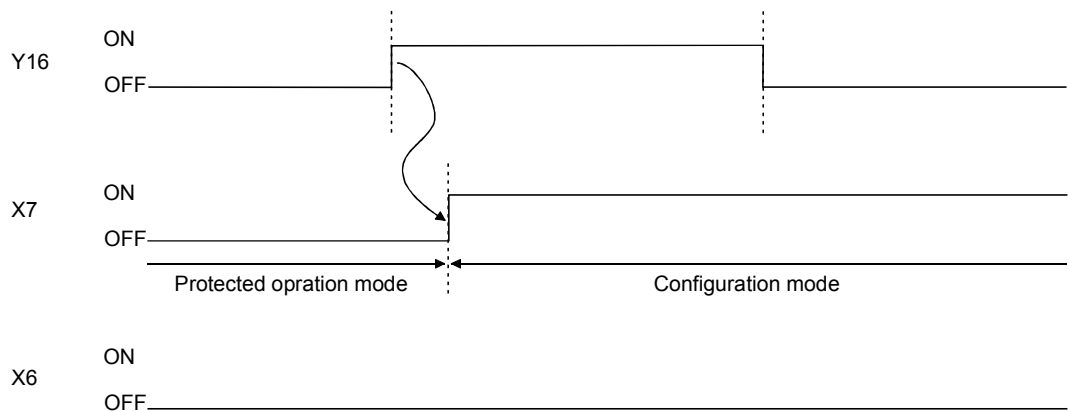 ON
Y16
OFF
ON
X7
OFF
Protected opration mode
Configuration mode
ON
X6
OFF